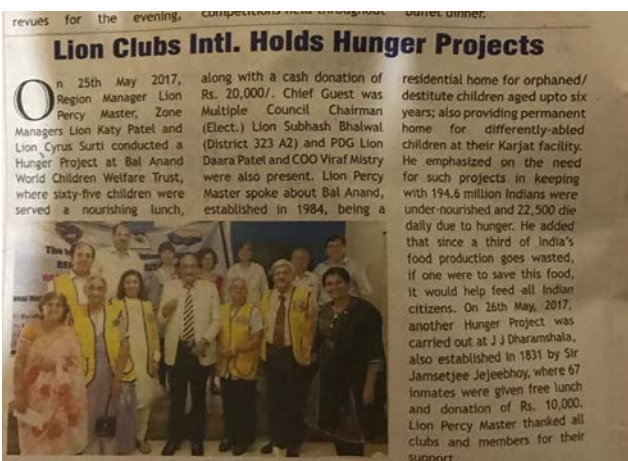 revues for the evening,
buffet dinner.
Lion Clubs Intl. Holds Hunger Projects
On 25th May 2017,
Region Manager Lion
Percy Master, Zone
Managers Lion Katy Patel and
Lion Cyrus Surti conducted a
Hunger Project at Bal Anand
World Children Welfare Trust,
where sixty-five children were
served a nourishing lunch,
along with a cash donation of
Rs. 20,000/. Chief Guest was
Multiple Council Chairman
(Elect.) Lion Subhash Bhalwal
(District 323 A2) and PDG Lion
Daara Patel and COO Viraf Mistry
were also present. Lion Percy
Master spoke about Bal Anand,
established in 1984, being a
residential home for orphaned/
destitute children aged upto six
years; also providing permanent
home for differently-abled
children at their Karjat facility.
He emphasized on the need
for such projects in keeping
with 194.6 million Indians were
under-nourished and 22,500 die
daily due to hunger. He added
that since a third of India's
food production goes wasted,
if one were to save this food,
it would help feed all Indian
citizens. On 26th May, 2017,
another Hunger Project was
carried out at J J Dharamshala,
also established in 1831 by Sir
Jamsetjee Jejeebhoy, where 67
inmates were given free lunch
and donation of Rs. 10,000.
Lion Percy Master thanked all
clubs and members for their
support.